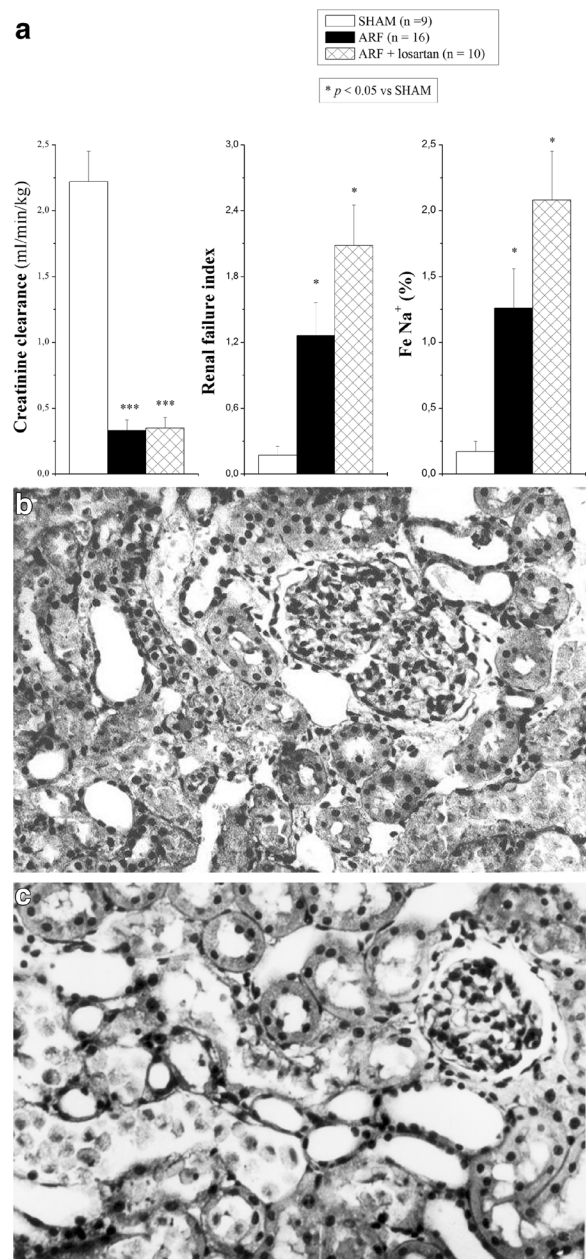 a
SHAM (n =9)
ARF (n = 16)
ARF + losartan (n = 10)
* p < 0.05 vs SHAM
Creatinine clearance (ml/min/kg)
2,5
2,0
1,5
1,0
0,5
0,0
***
***
Renal failure index
3,0
2,4
1,8
1,2
0,6
0,0
*
*
Fe Na⁺ (%)
2,5
2,0
1,5
1,0
0,5
0,0
*
*
b
c